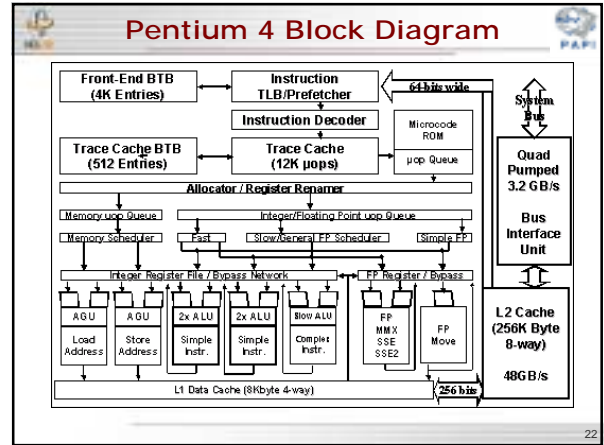 Pentium 4 Block Diagram
PAPI
Front-End BTB
(4K Entries)
Instruction
TLB/Prefetcher
64-bits wide
System
Bus
Instruction Decoder
Microcode
ROM
Trace Cache BTB
(512 Entries)
Trace Cache
(12K µops)
µop Queue
Quad
Pumped
3.2 GB/s
Bus
Interface
Unit
Allocator / Register Renamer
Memory uop Queue
Integer/Floating Point uop Queue
Memory Scheduler
Fast
Slow/General FP Scheduler
Simple FP
Integer Register File / Bypass Network
FP Register / Bypass
AGU
Load
Address
AGU
Store
Address
2x ALU
Simple
Instr.
2x ALU
Simple
Instr.
Slow ALU
Complex
Instr.
FP
MMX
SSE
SSE2
FP
Move
L2 Cache
(256K Byte
8-way)
48GB/s
L1 Data Cache (8Kbyte 4-way)
256 bits
22